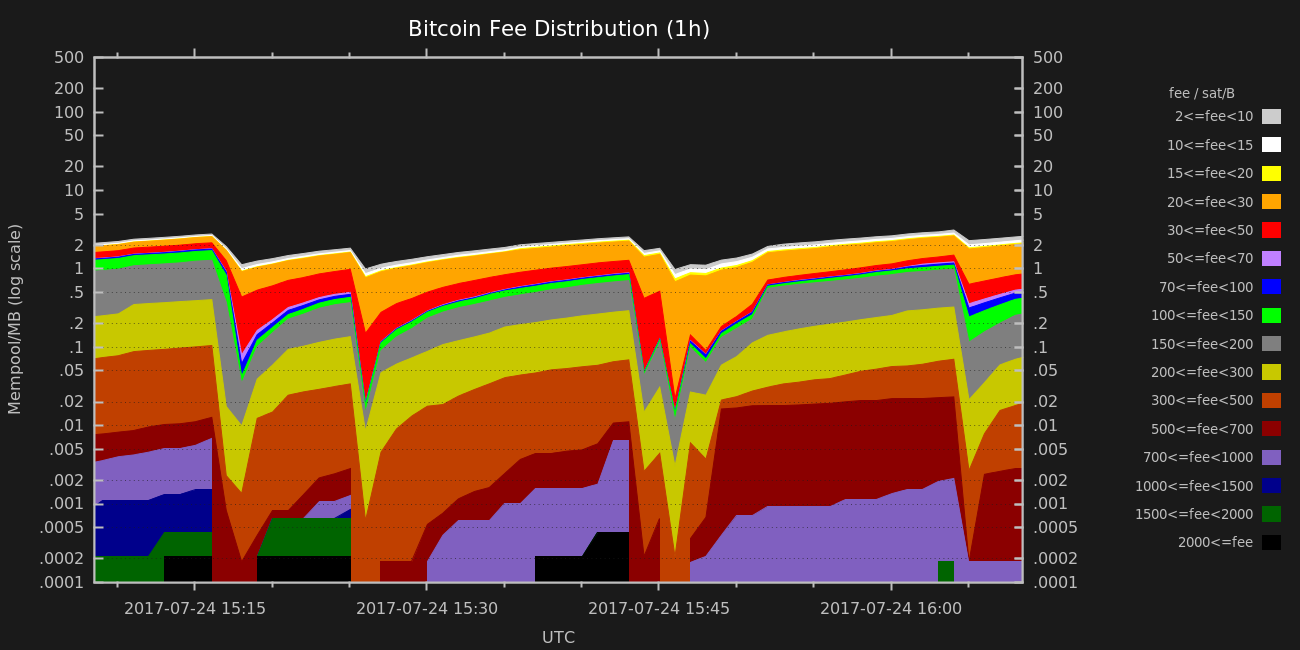 Bitcoin Fee Distribution (1h)
500
200
100
50
20
10
5
2
1
.5
.2
.1
.05
.02
.01
.005
.002
.001
.0005
.0002
.0001
Mempool/MB (log scale)
500
200
100
50
20
10
5
2
1
.5
.2
.1
.05
.02
.01
.005
.002
.001
.0005
.0002
.0001
2017-07-24 15:15
2017-07-24 15:30
2017-07-24 15:45
2017-07-24 16:00
UTC
fee / sat/B
2<=fee<10
10<=fee<15
15<=fee<20
20<=fee<30
30<=fee<50
50<=fee<70
70<=fee<100
100<=fee<150
150<=fee<200
200<=fee<300
300<=fee<500
500<=fee<700
700<=fee<1000
1000<=fee<1500
1500<=fee<2000
2000<=fee